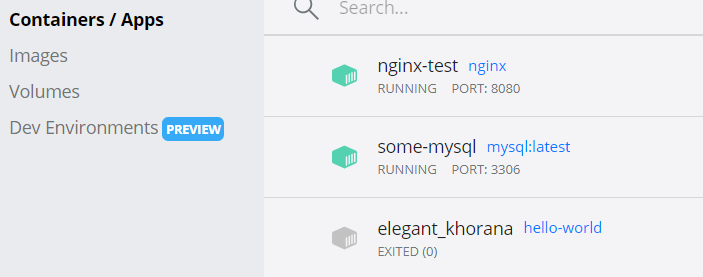 Containers / Apps
Images
Volumes
Dev Environments PREVIEW
Search...
nginx-test nginx
RUNNING PORT: 8080
some-mysql mysql:latest
RUNNING PORT: 3306
elegant_khorana hello-world
EXITED (0)